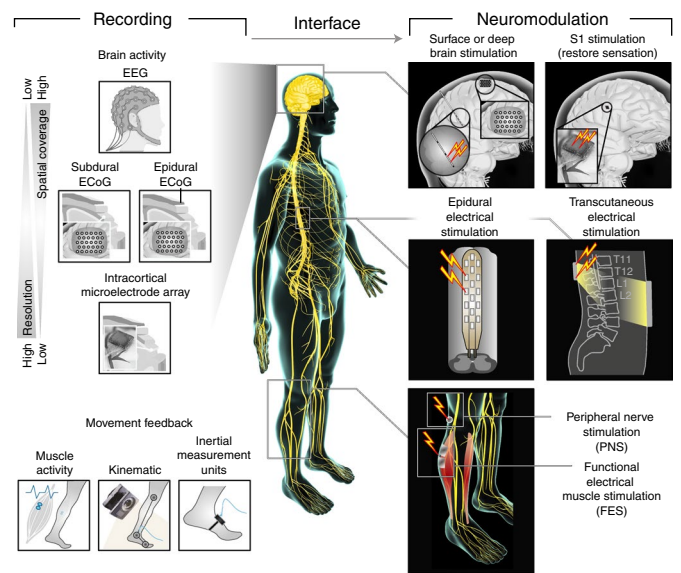 Recording
Interface
Neuromodulation
Brain activity
EEG
Low
High
Spatial coverage
Resolution
High
Low
Subdural
ECoG
Epidural
ECoG
Intracortical
microelectrode array
Movement feedback
Muscle
activity
Kinematic
Inertial
measurement
units
Surface or deep
brain stimulation
S1 stimulation
(restore sensation)
Epidural
electrical
stimulation
Transcutaneous
electrical
stimulation
T11
T12
L1
L2
Peripheral nerve
stimulation
(PNS)
Functional
electrical
muscle stimulation
(FES)